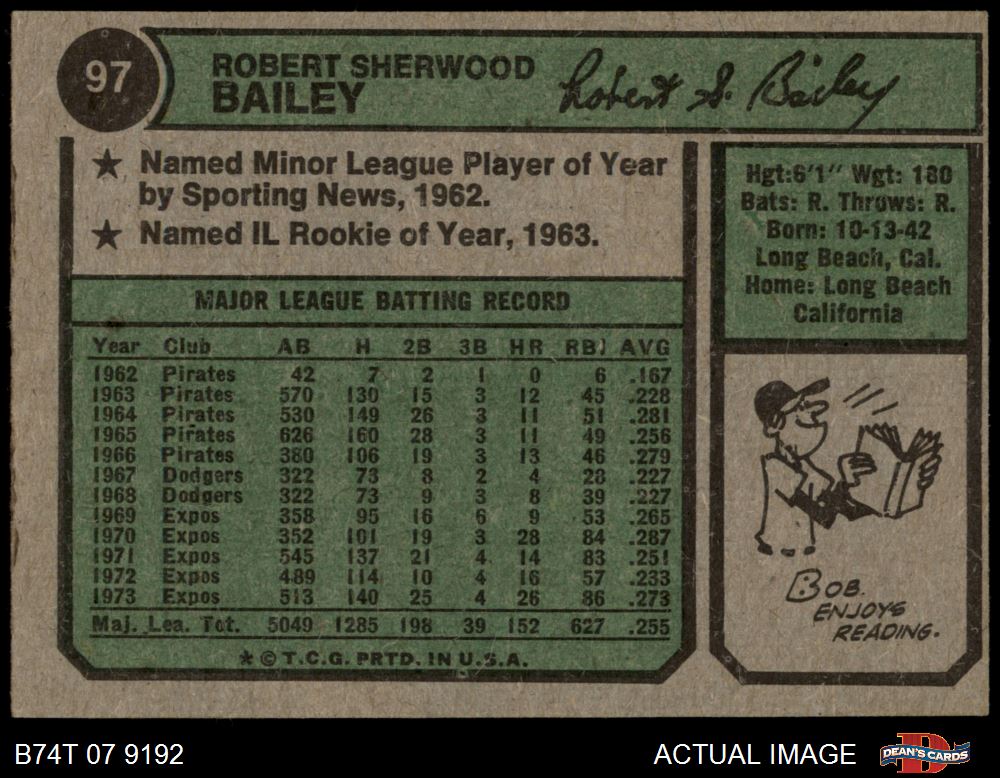 97
ROBERT SHERWOOD
BAILEY
Robert S. Bailey
★ Named Minor League Player of Year
by Sporting News, 1962.
★ Named IL Rookie of Year, 1963.
Hgt:6'1" Wgt: 180
Bats: R. Throws: R.
Born: 10-13-42
Long Beach, Cal.
Home: Long Beach
California
MAJOR LEAGUE BATTING RECORD
Year Club AB H 2B 3B HR RBI AVG
1962 Pirates 42 7 2 1 0 6 .167
1963 Pirates 570 130 15 3 12 45 .228
1964 Pirates 530 149 26 3 11 51 .281
1965 Pirates 626 160 28 3 11 49 .256
1966 Pirates 380 106 19 3 13 46 .279
1967 Dodgers 322 73 8 2 4 28 .227
1968 Dodgers 322 73 9 3 8 39 .227
1969 Expos 358 95 16 6 9 53 .265
1970 Expos 352 101 19 3 28 84 .287
1971 Expos 545 137 21 4 14 83 .251
1972 Expos 489 114 10 4 16 57 .233
1973 Expos 513 140 25 4 26 86 .273
Maj. Lea. Tot. 5049 1285 198 39 152 627 .255
* © T.C.G. PRTD. IN U.S.A.
BOB
ENJOYS
READING.
B74T 07 9192
ACTUAL IMAGE
DEAN'S CARDS